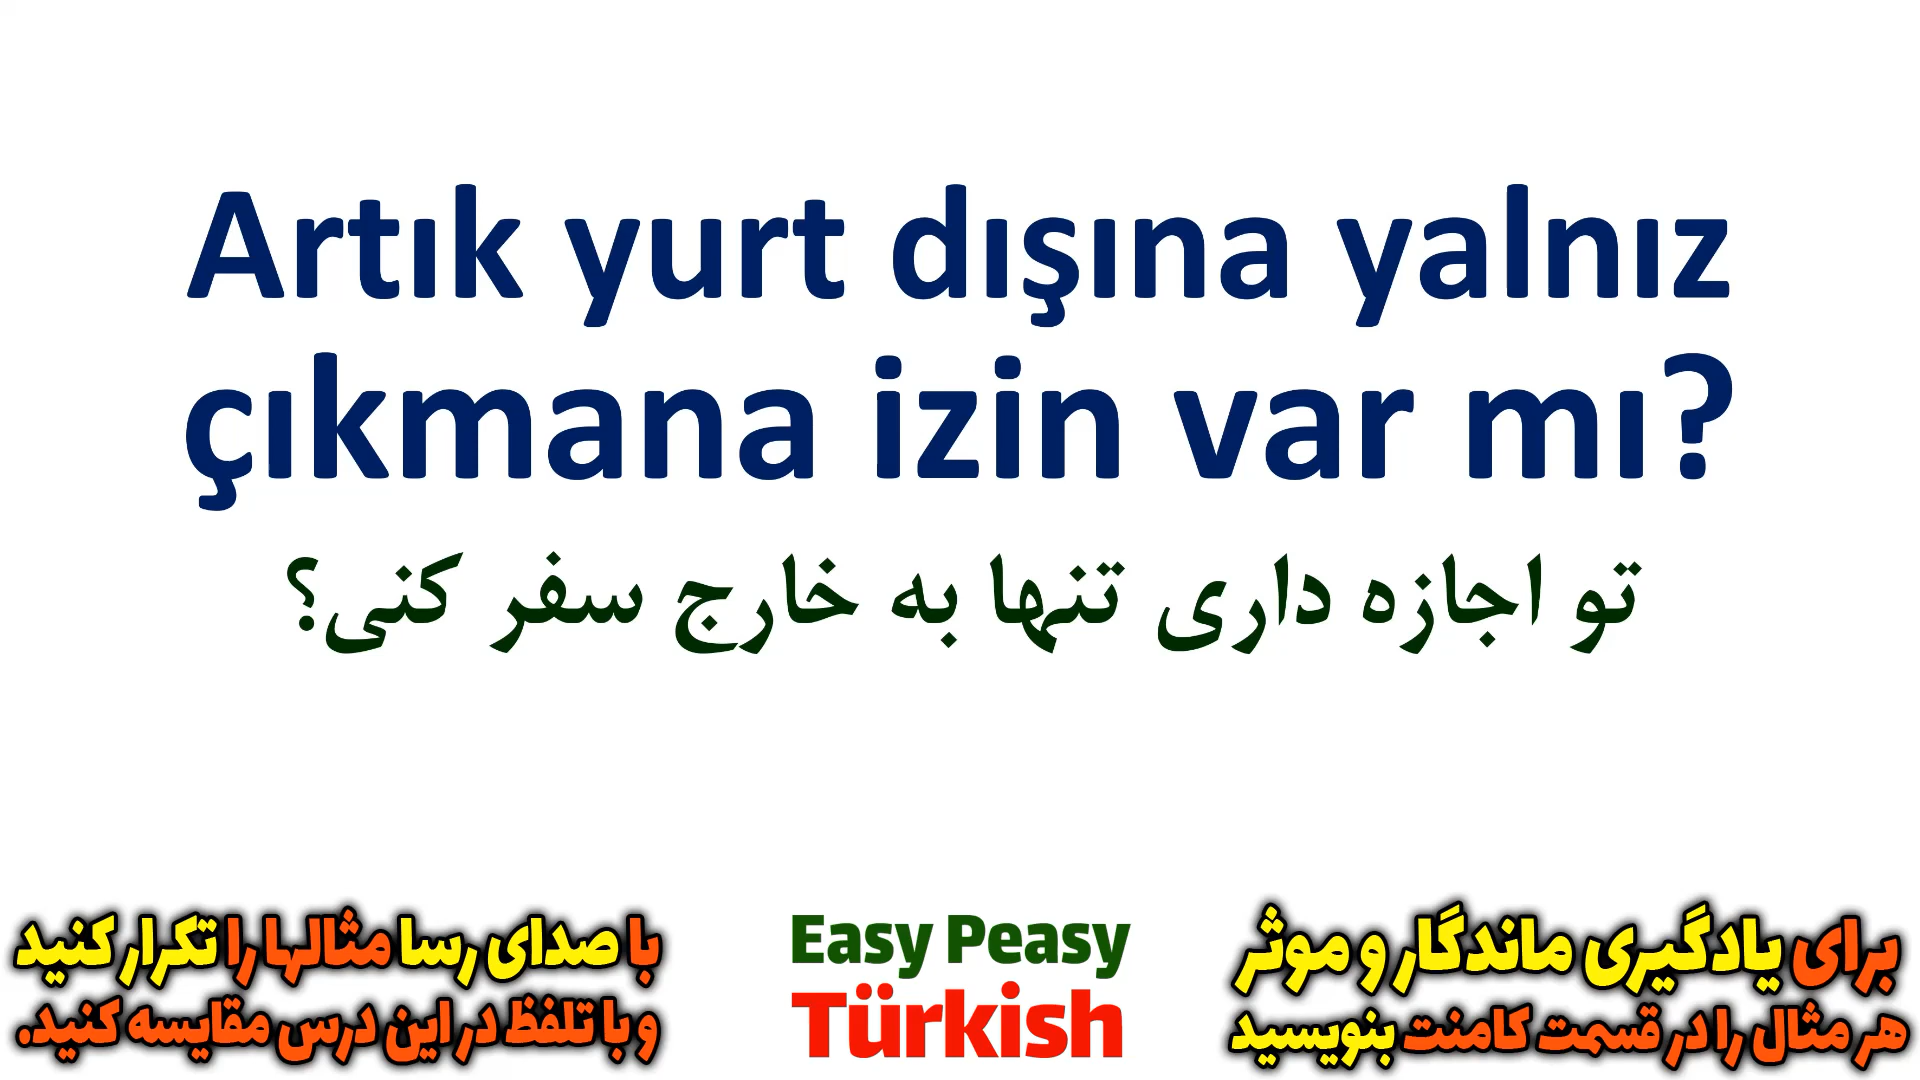 Artık yurt dışına yalnız
çıkmana izin var mı?
تو اجازه داری تنها به خارج سفر کنی؟
برای یادگیری ماندگار و موثر
هر مثال را در قسمت کامنت بنویسید
Easy Peasy
Türkish
با صدای رسا مثالها را تکرار کنید
و با تلفظ در این درس مقایسه کنید.